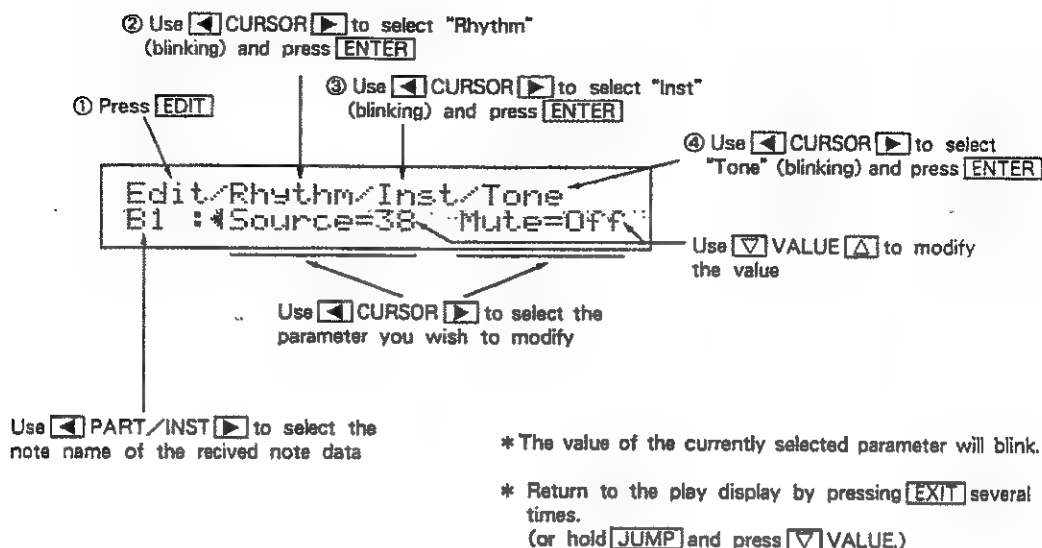 ② Use ◀ CURSOR ▶ to select "Rhythm"
(blinking) and press ENTER
③ Use ◀ CURSOR ▶ to select "Inst"
(blinking) and press ENTER
① Press EDIT
④ Use ◀ CURSOR ▶ to select
"Tone" (blinking) and press ENTER
Edit/Rhythm/Inst/Tone
B1 :◀Source=38 Mute=Off
Use ▽ VALUE △ to modify
the value
Use ◀ CURSOR ▶ to select the
parameter you wish to modify
Use ◀ PART/INST ▶ to select the
note name of the recived note data
* The value of the currently selected parameter will blink.
* Return to the play display by pressing EXIT several
times.
(or hold JUMP and press ▽ VALUE.)